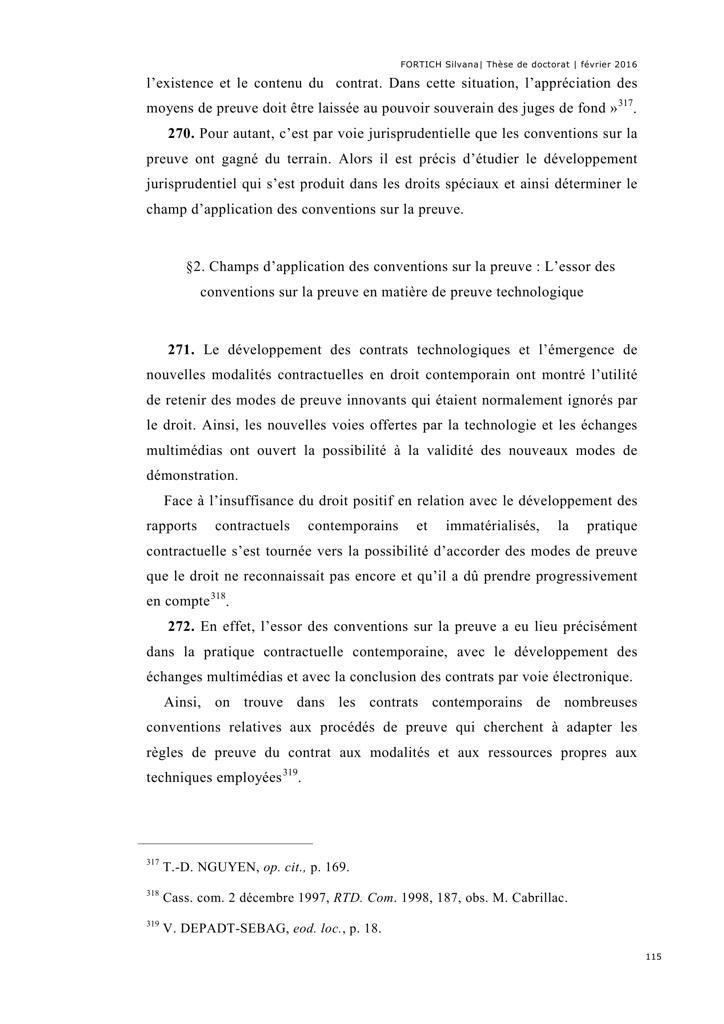 FORTICH Silvana| Thèse de doctorat | février 2016
l’existence et le contenu du contrat. Dans cette situation, l’appréciation des
moyens de preuve doit être laissée au pouvoir souverain des juges de fond »317.
270. Pour autant, c’est par voie jurisprudentielle que les conventions sur la
preuve ont gagné du terrain. Alors il est précis d’étudier le développement
jurisprudentiel qui s’est produit dans les droits spéciaux et ainsi déterminer le
champ d’application des conventions sur la preuve.
§2. Champs d’application des conventions sur la preuve : L’essor des
conventions sur la preuve en matière de preuve technologique
271. Le développement des contrats technologiques et l’émergence de
nouvelles modalités contractuelles en droit contemporain ont montré l’utilité
de retenir des modes de preuve innovants qui étaient normalement ignorés par
le droit. Ainsi, les nouvelles voies offertes par la technologie et les échanges
multimédias ont ouvert la possibilité à la validité des nouveaux modes de
démonstration.
Face à l’insuffisance du droit positif en relation avec le développement des
rapports contractuels contemporains et immatérialisés, la pratique
contractuelle s’est tournée vers la possibilité d’accorder des modes de preuve
que le droit ne reconnaissait pas encore et qu’il a dû prendre progressivement
en compte318.
272. En effet, l’essor des conventions sur la preuve a eu lieu précisément
dans la pratique contractuelle contemporaine, avec le développement des
échanges multimédias et avec la conclusion des contrats par voie électronique.
Ainsi, on trouve dans les contrats contemporains de nombreuses
conventions relatives aux procédés de preuve qui cherchent à adapter les
règles de preuve du contrat aux modalités et aux ressources propres aux
techniques employées319.
317 T.-D. NGUYEN, op. cit., p. 169.
318 Cass. com. 2 décembre 1997, RTD. Com. 1998, 187, obs. M. Cabrillac.
319 V. DEPADT-SEBAG, eod. loc., p. 18.
115